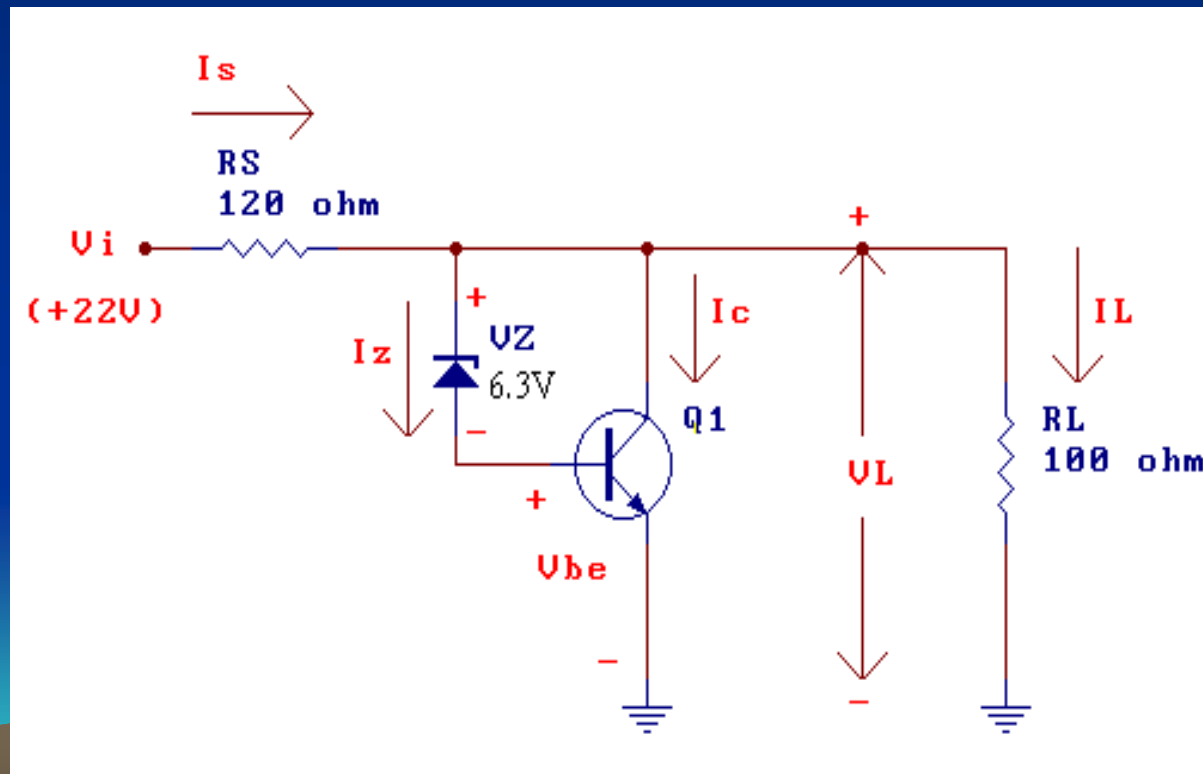 Is
RS
120 ohm
Vi
(+22V)
+
Iz
+
VZ
6.3V
-
Ic
Q1
+
Vbe
-
+
VL
-
IL
RL
100 ohm